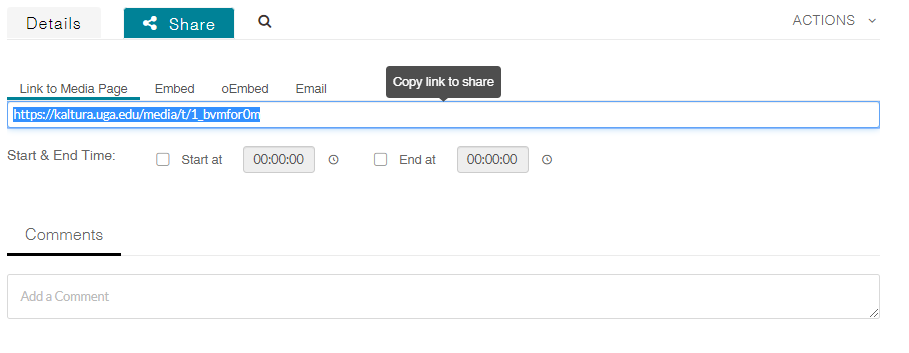 Details Share ACTIONS
Copy link to share
Link to Media Page Embed oEmbed Email
https://kaltura.uga.edu/media/t/1_bvmfor0m
Start & End Time: Start at 00:00:00 End at 00:00:00
Comments
Add a Comment